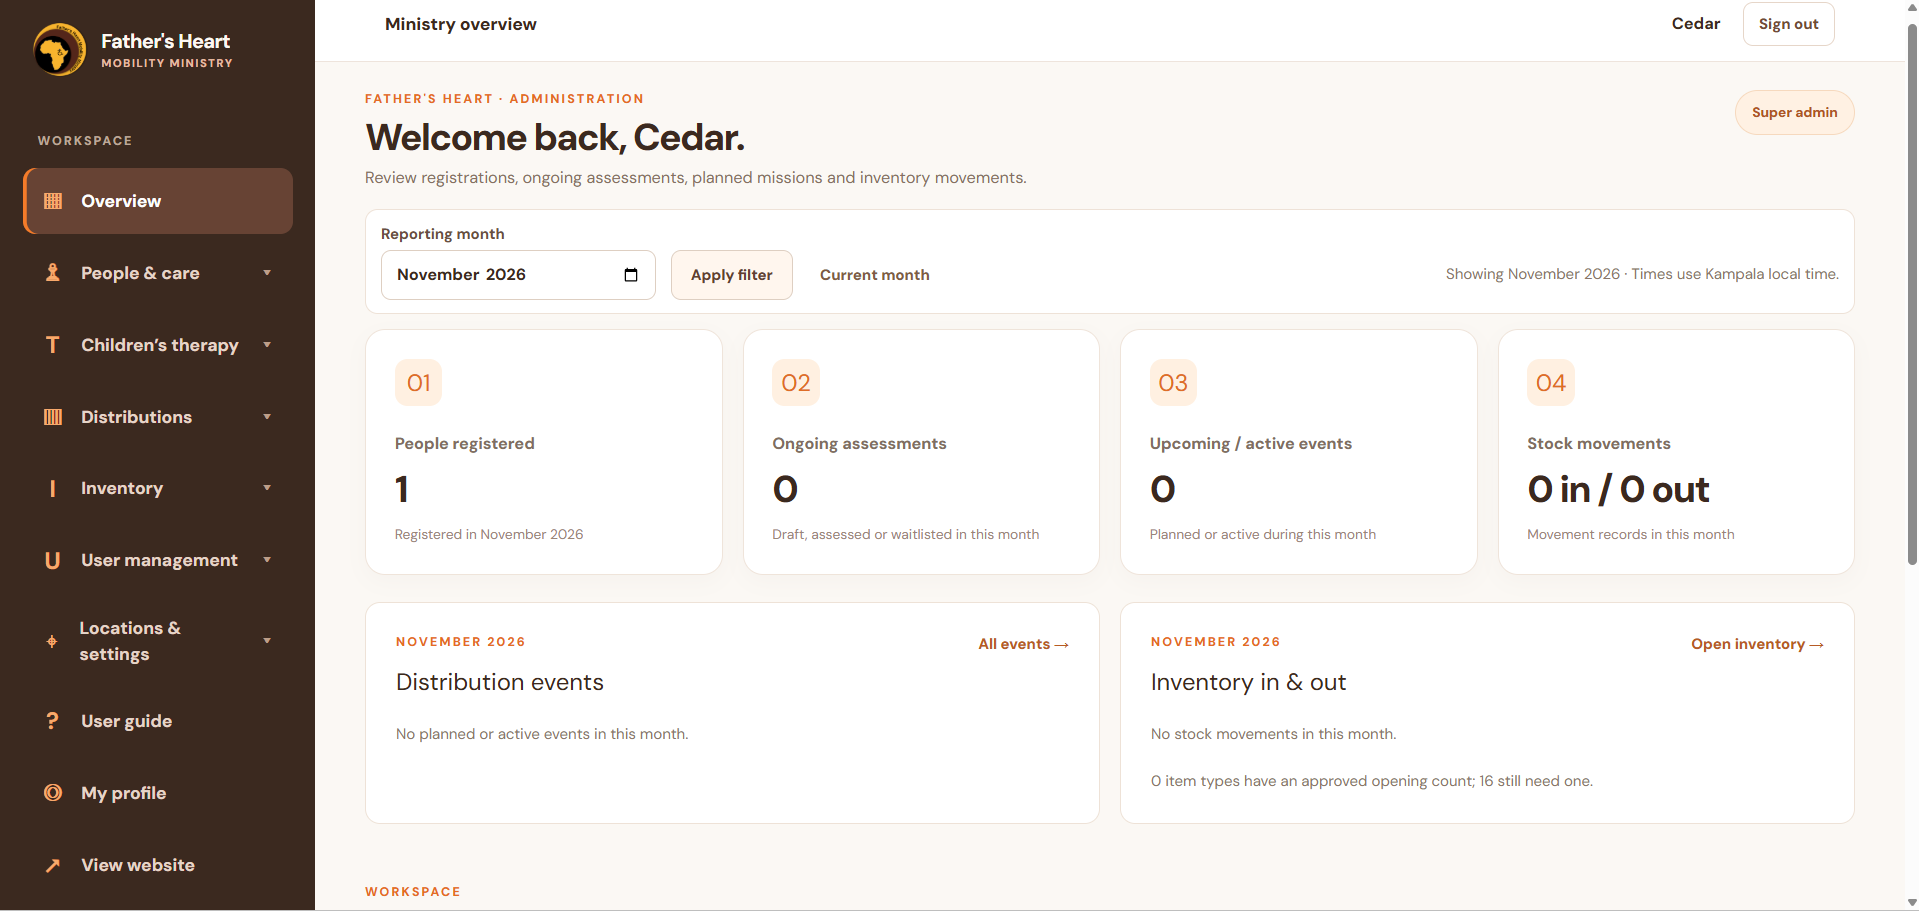 Father's Heart
MOBILITY MINISTRY
WORKSPACE
Overview
People & care
T Children’s therapy
Distributions
I Inventory
U User management
Locations &
settings
? User guide
My profile
View website
Ministry overview
Cedar
Sign out
FATHER'S HEART · ADMINISTRATION
Welcome back, Cedar.
Super admin
Review registrations, ongoing assessments, planned missions and inventory movements.
Reporting month
November 2026
Apply filter
Current month
Showing November 2026 · Times use Kampala local time.
01
People registered
1
Registered in November 2026
02
Ongoing assessments
0
Draft, assessed or waitlisted in this month
03
Upcoming / active events
0
Planned or active during this month
04
Stock movements
0 in / 0 out
Movement records in this month
NOVEMBER 2026
All events →
Distribution events
No planned or active events in this month.
NOVEMBER 2026
Open inventory →
Inventory in & out
No stock movements in this month.
0 item types have an approved opening count; 16 still need one.
WORKSPACE